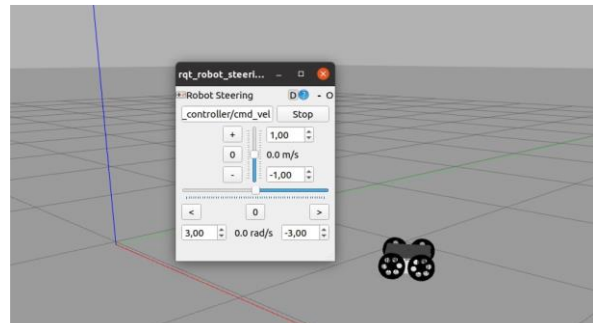 rqt_robot_steeri... – □ ×
Robot Steering D - O
_controller/cmd_vel Stop
+ 1,00
0 0.0 m/s
- -1,00
< 0 >
3,00 0.0 rad/s -3,00